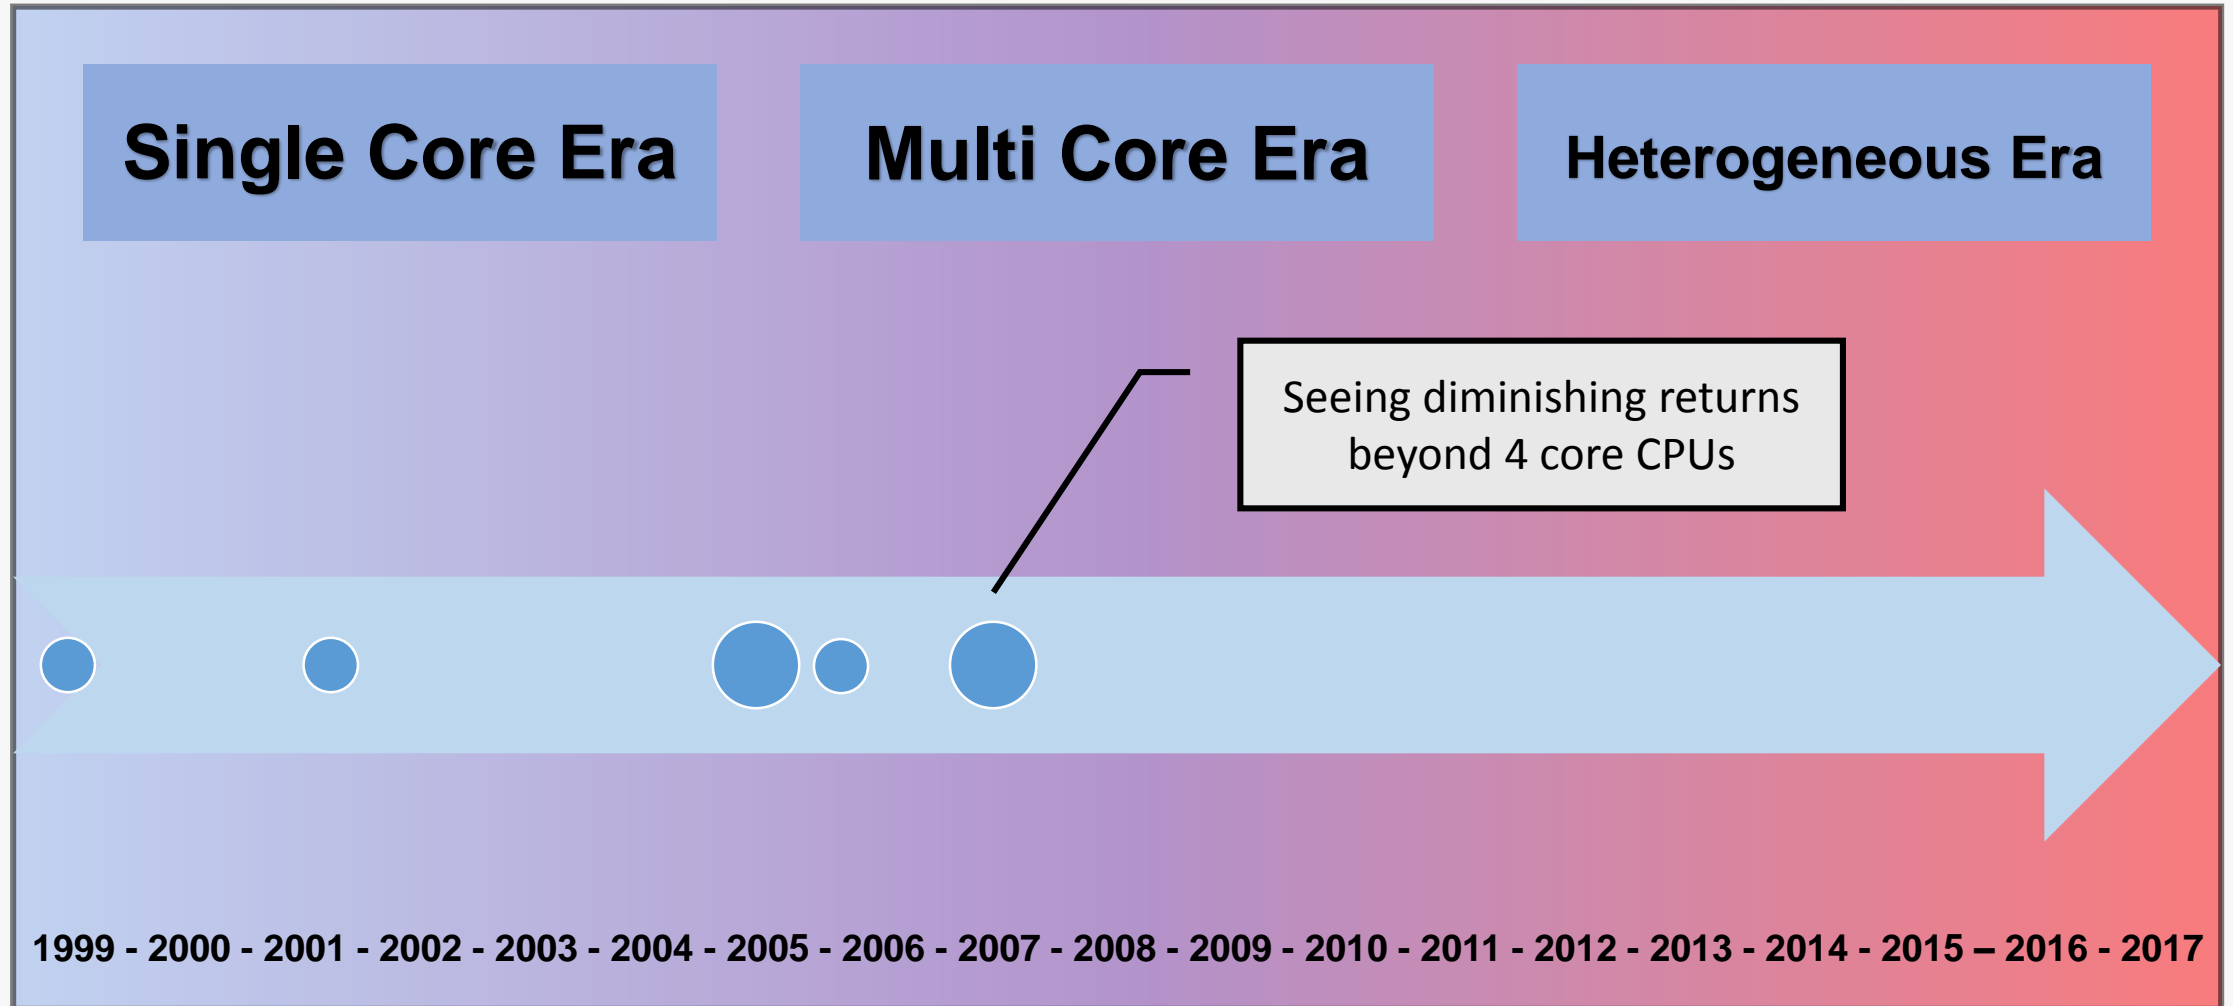 Single Core Era
Multi Core Era
Heterogeneous Era
Seeing diminishing returns
beyond 4 core CPUs
1999 - 2000 - 2001 - 2002 - 2003 - 2004 - 2005 - 2006 - 2007 - 2008 - 2009 - 2010 - 2011 - 2012 - 2013 - 2014 - 2015 – 2016 - 2017